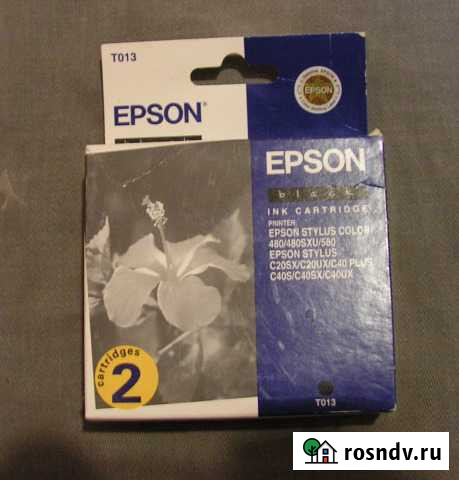 T013
EPSON
EPSON
EPSON
black
INK CARTRIDGE
PRINTER:
EPSON STYLUS COLOR
480/480SXU/580
EPSON STYLUS
C20SX/C20UX/C40 PLUS
C40S/C40SX/C40UX
cartridges
2
T013
rosndv.ru